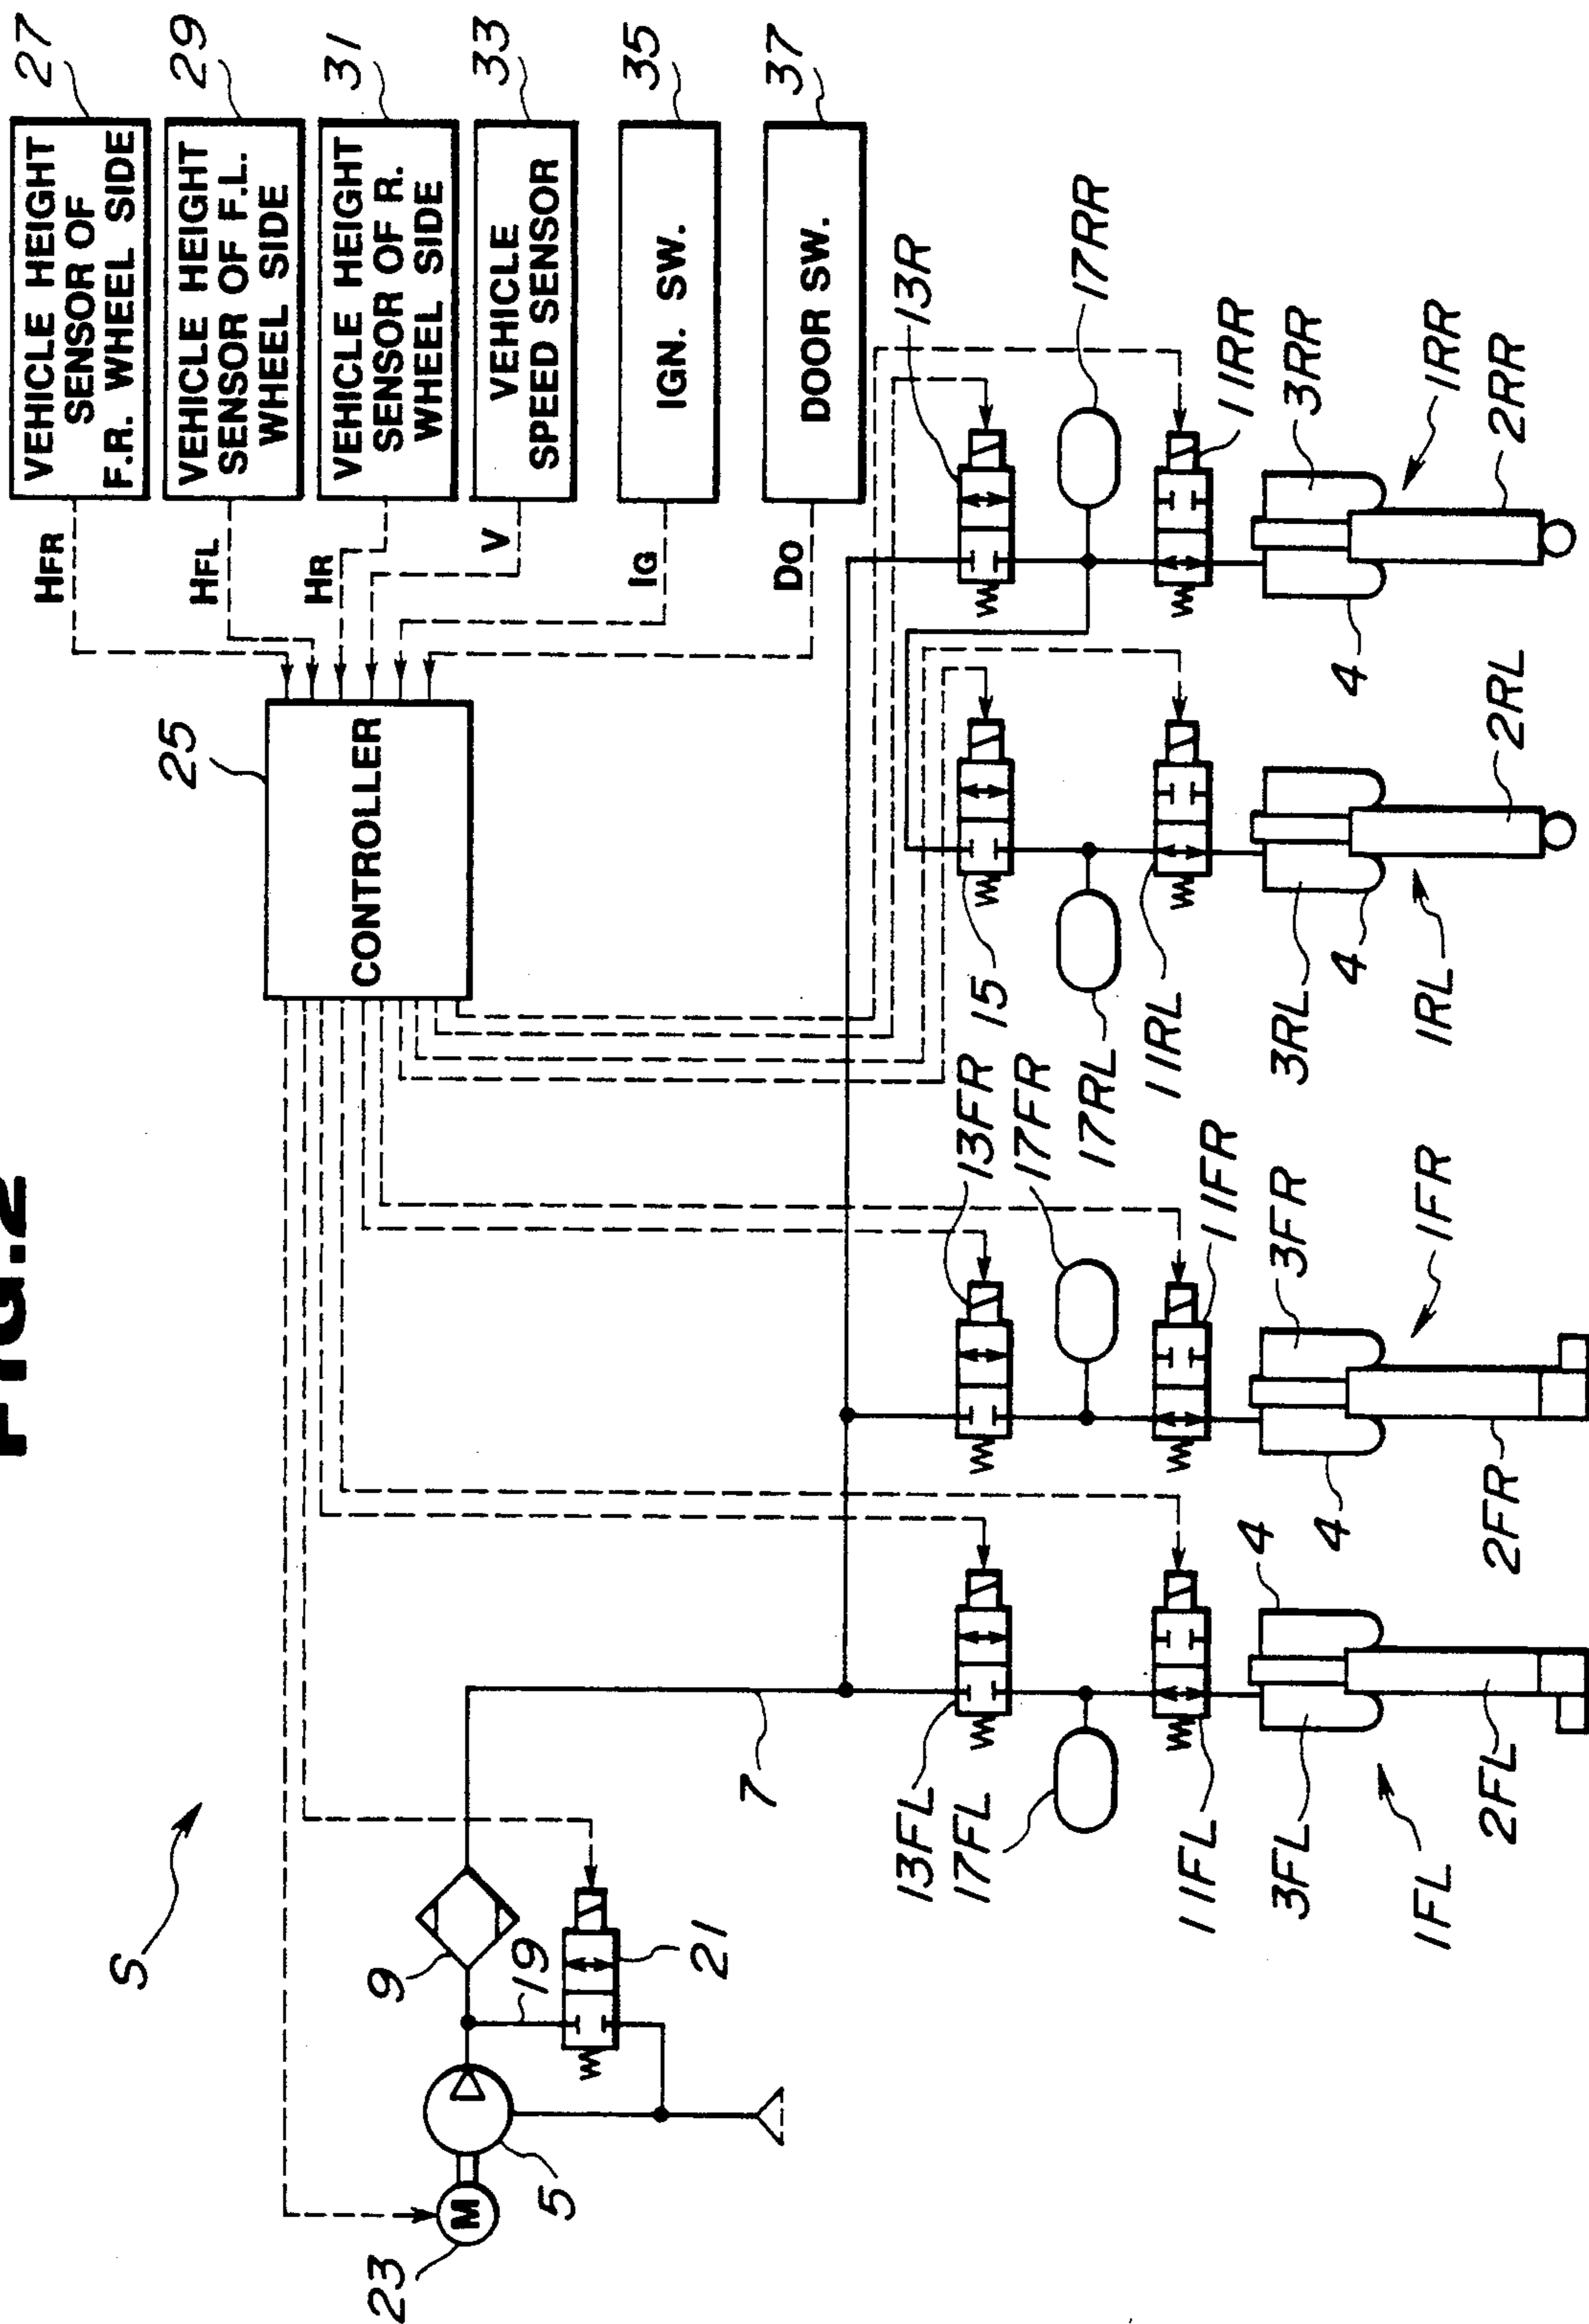 FIG.2
S
27
VEHICLE HEIGHT
SENSOR OF
F.R. WHEEL SIDE
29
VEHICLE HEIGHT
SENSOR OF F.L.
WHEEL SIDE
31
VEHICLE HEIGHT
SENSOR OF R.
WHEEL SIDE
33
VEHICLE
SPEED SENSOR
35
IGN. SW.
37
DOOR SW.
HFR
HFL
HR
V
IG
DO
25
CONTROLLER
23
M
5
9
19
21
7
13FL
17FL
11FL
3FL
4
1FL
2FL
13FR
17FR
11FR
3FR
4
1FR
2FR
15
17RL
11RL
3RL
4
1RL
2RL
13R
17RR
11RR
3RR
4
1RR
2RR